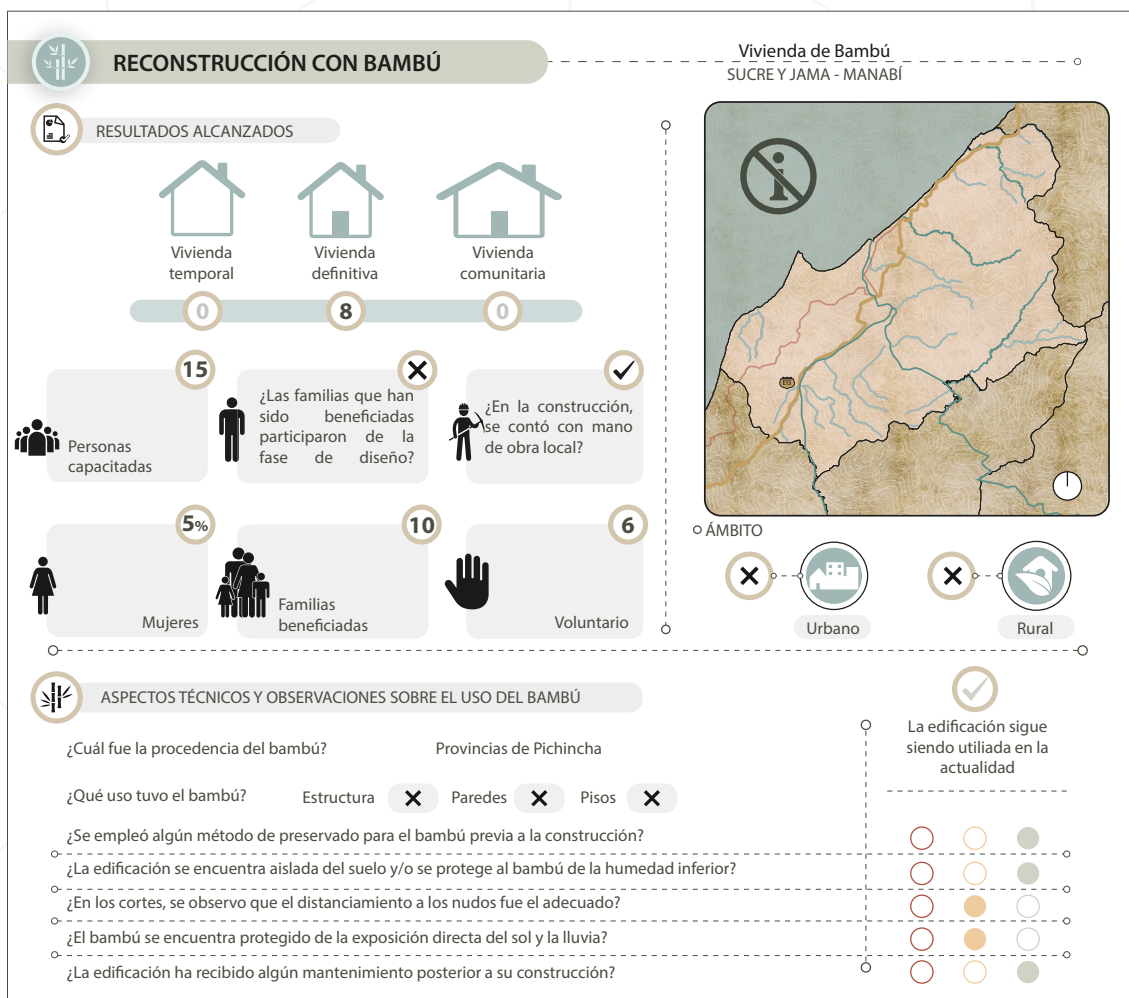 RECONSTRUCCIÓN CON BAMBÚ
Vivienda de Bambú
SUCRE Y JAMA - MANABÍ
RESULTADOS ALCANZADOS
Vivienda
temporal
Vivienda
definitiva
Vivienda
comunitaria
0
8
0
15
Personas
capacitadas
¿Las familias que han
sido beneficiadas
participaron de la
fase de diseño?
¿En la construcción,
se contó con mano
de obra local?
5%
Mujeres
10
Familias
beneficiadas
6
Voluntario
E15
ÁMBITO
Urbano
Rural
ASPECTOS TÉCNICOS Y OBSERVACIONES SOBRE EL USO DEL BAMBÚ
La edificación sigue
siendo utiliada en la
actualidad
¿Cuál fue la procedencia del bambú? Provincias de Pichincha
¿Qué uso tuvo el bambú? Estructura Paredes Pisos
¿Se empleó algún método de preservado para el bambú previa a la construcción?
¿La edificación se encuentra aislada del suelo y/o se protege al bambú de la humedad inferior?
¿En los cortes, se observo que el distanciamiento a los nudos fue el adecuado?
¿El bambú se encuentra protegido de la exposición directa del sol y la lluvia?
¿La edificación ha recibido algún mantenimiento posterior a su construcción?